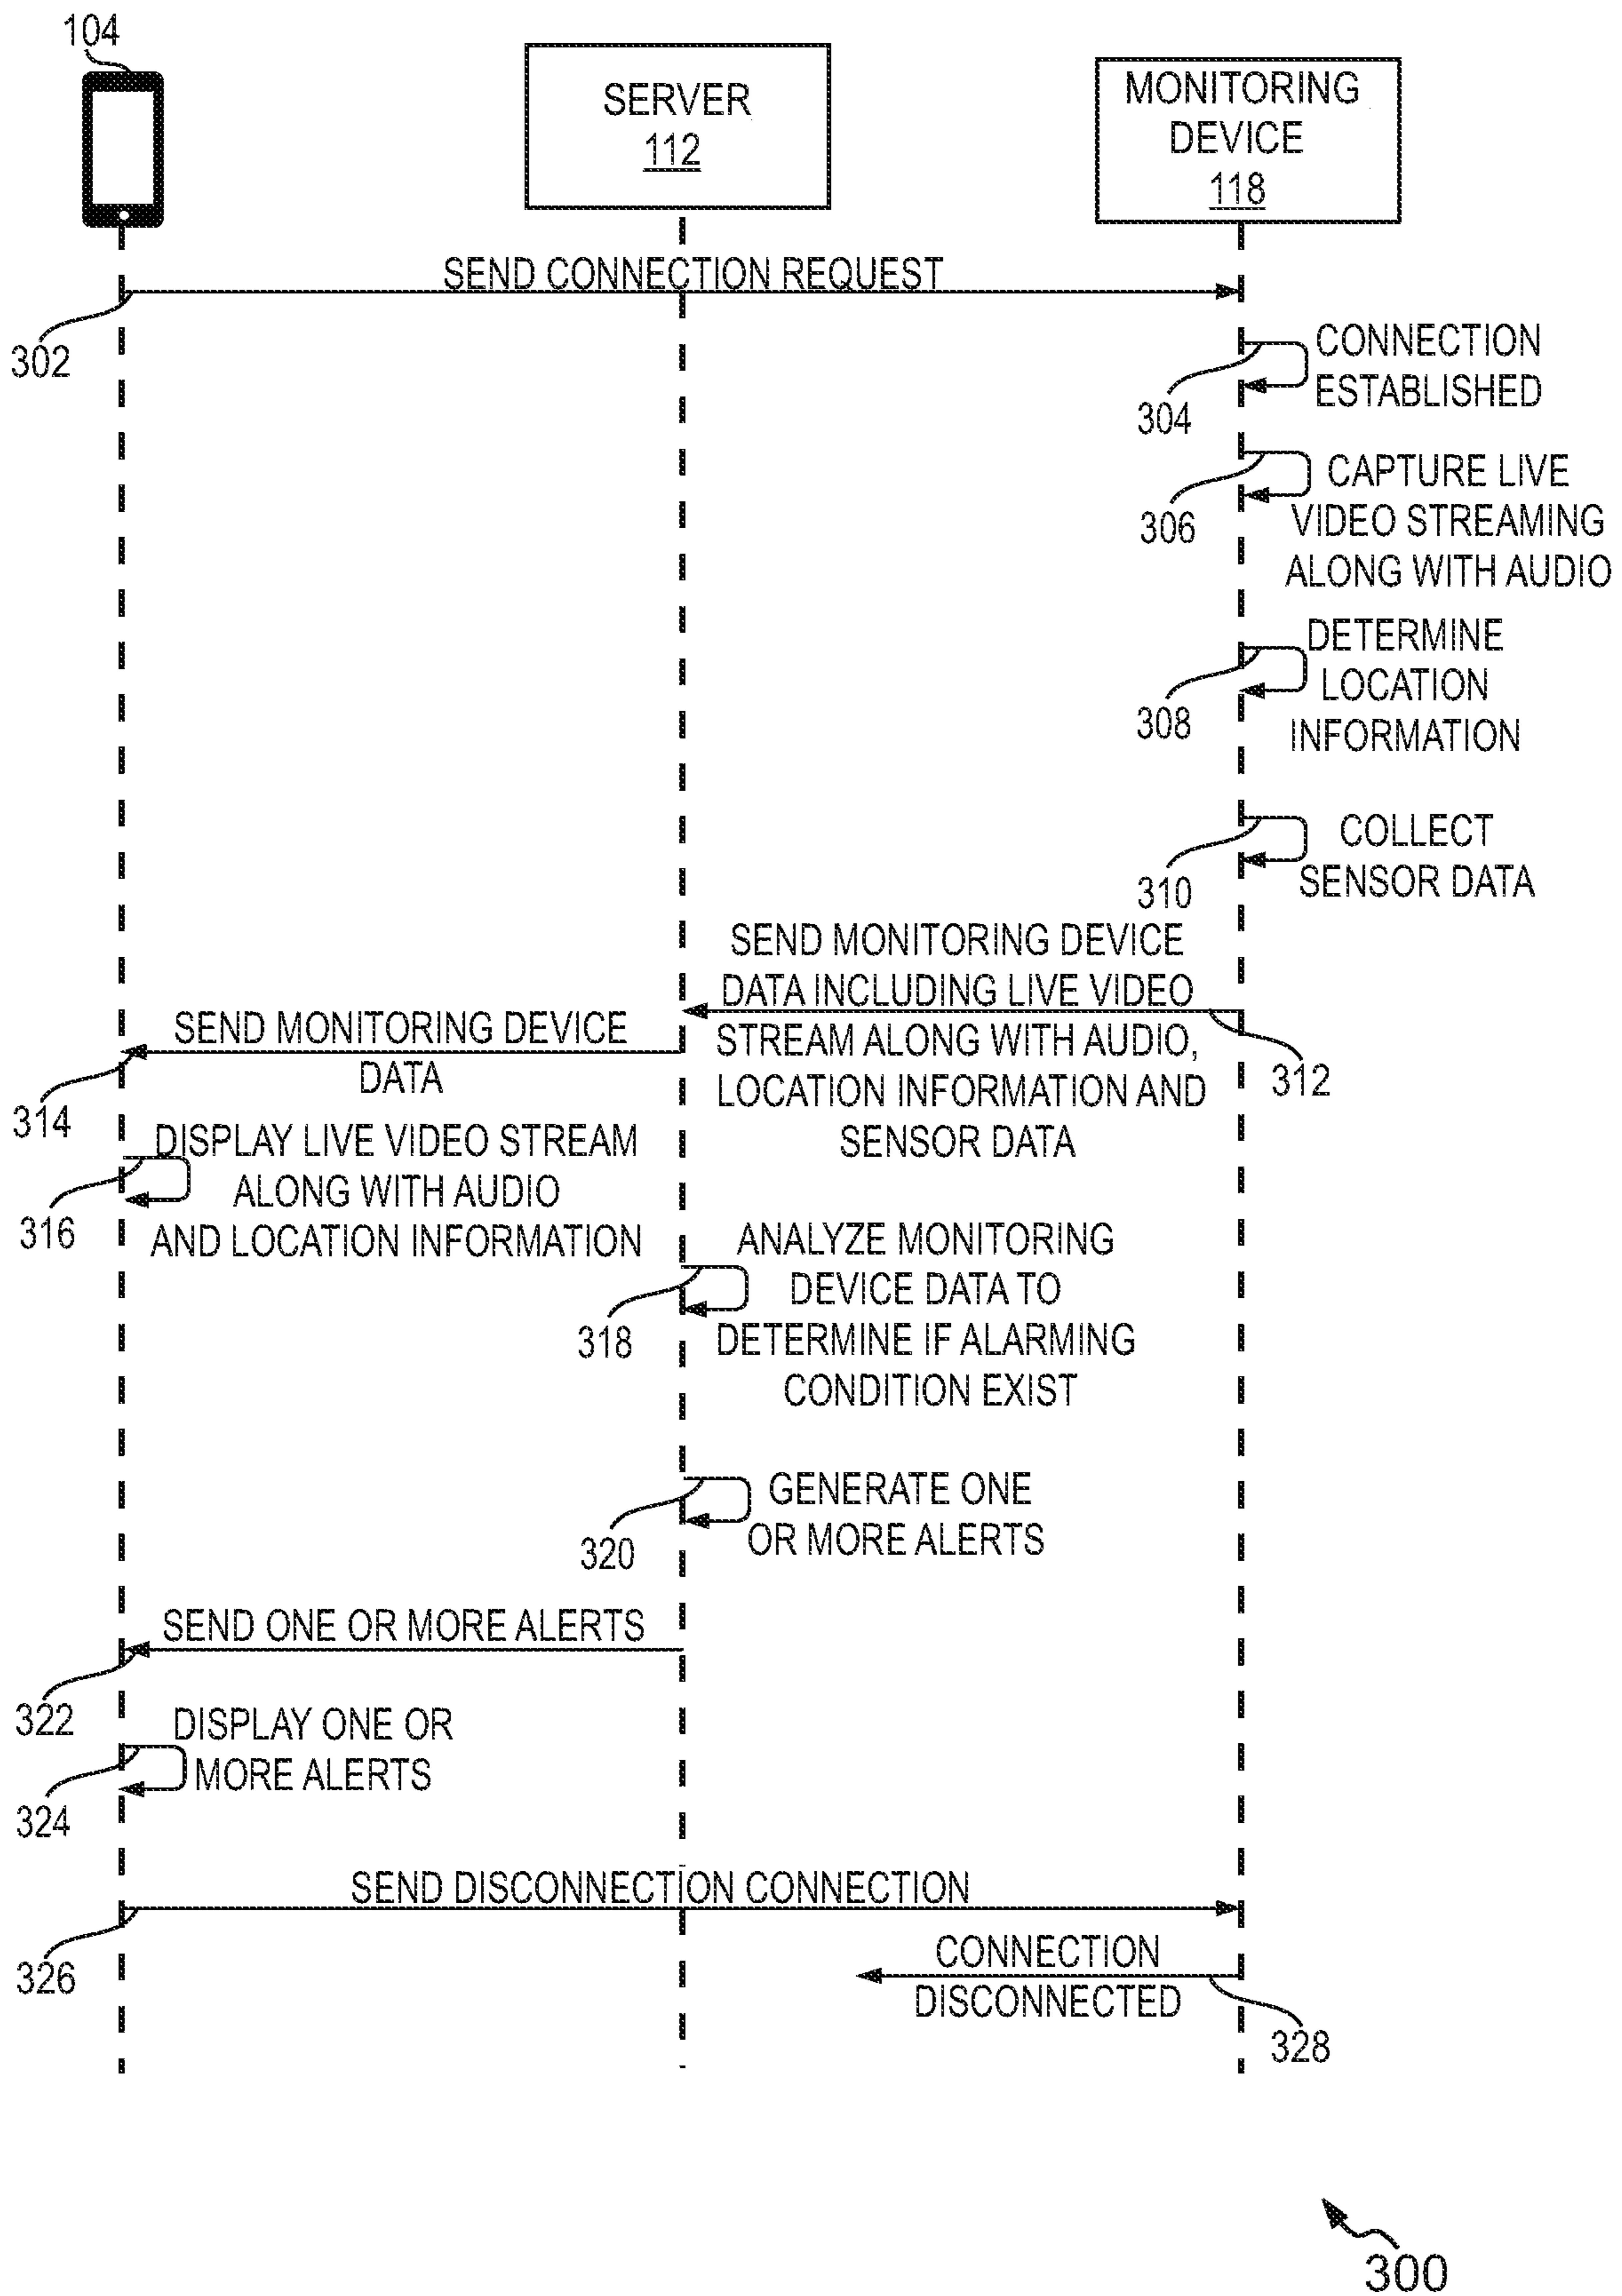 104
SERVER
112
MONITORING
DEVICE
118
SEND CONNECTION REQUEST
302
CONNECTION
ESTABLISHED
304
CAPTURE LIVE
VIDEO STREAMING
ALONG WITH AUDIO
306
DETERMINE
LOCATION
INFORMATION
308
COLLECT
SENSOR DATA
310
SEND MONITORING DEVICE
DATA INCLUDING LIVE VIDEO
STREAM ALONG WITH AUDIO,
LOCATION INFORMATION AND
SENSOR DATA
312
SEND MONITORING DEVICE
DATA
314
DISPLAY LIVE VIDEO STREAM
ALONG WITH AUDIO
AND LOCATION INFORMATION
316
ANALYZE MONITORING
DEVICE DATA TO
DETERMINE IF ALARMING
CONDITION EXIST
318
GENERATE ONE
OR MORE ALERTS
320
SEND ONE OR MORE ALERTS
322
DISPLAY ONE OR
MORE ALERTS
324
SEND DISCONNECTION CONNECTION
326
CONNECTION
DISCONNECTED
328
300